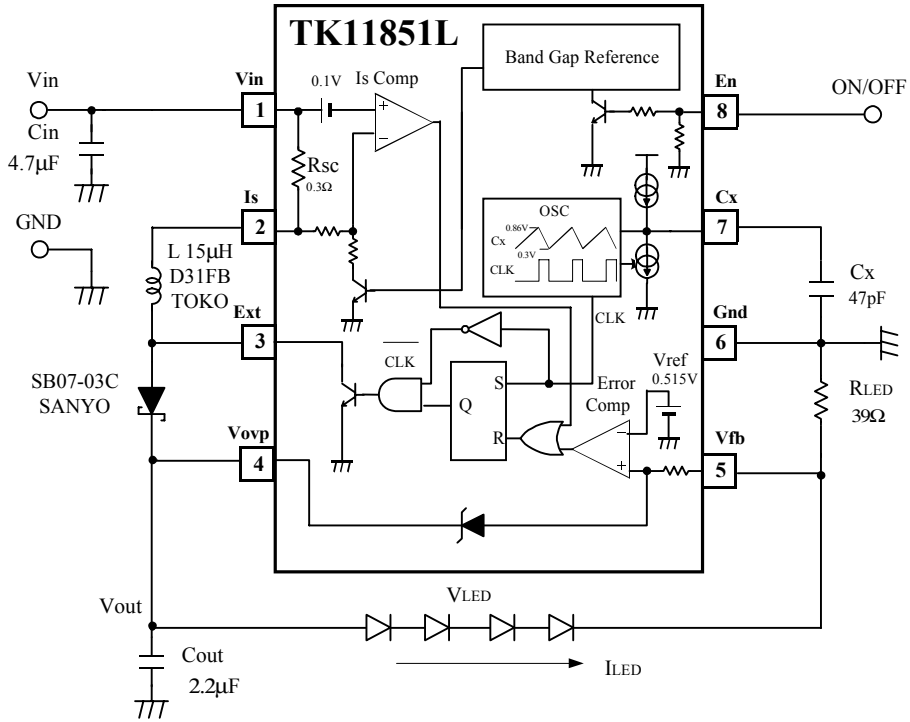 TK11851L
Band Gap Reference
Vin
Cin
4.7µF
Vin
1
0.1V
Is Comp
+
−
En
8
ON/OFF
Rsc
0.3Ω
GND
Is
2
OSC
0.86V
Cx
0.3V
CLK
Cx
7
L 15µH
D31FB
TOKO
Cx
47pF
Ext
3
CLK
CLK
Gnd
6
SB07-03C
SANYO
S
Q
R
Error
Comp
Vref
0.515V
−
+
RLED
39Ω
Vovp
4
Vfb
5
Vout
VLED
Cout
2.2µF
ILED